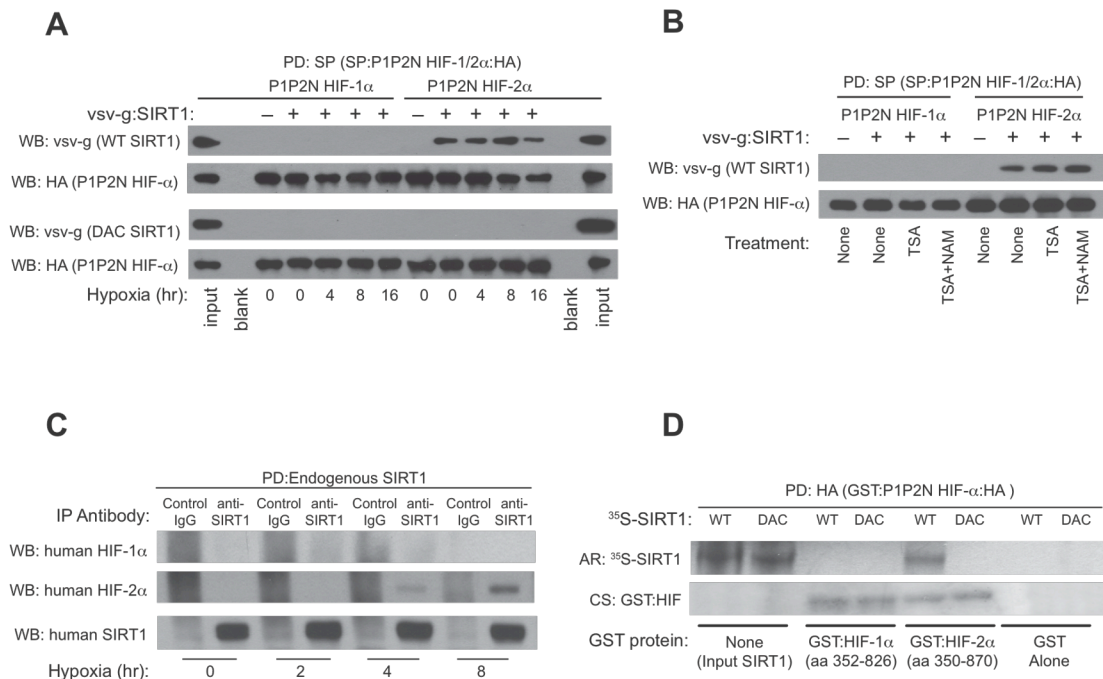 A
PD: SP (SP:P1P2N HIF-1/2α:HA)
P1P2N HIF-1α P1P2N HIF-2α
vsv-g:SIRT1: – + + + + – + + + +
WB: vsv-g (WT SIRT1)
WB: HA (P1P2N HIF-α)
WB: vsv-g (DAC SIRT1)
WB: HA (P1P2N HIF-α)
Hypoxia (hr): input blank 0 0 4 8 16 0 0 4 8 16 blank input
B
PD: SP (SP:P1P2N HIF-1/2α:HA)
P1P2N HIF-1α P1P2N HIF-2α
vsv-g:SIRT1: – + + + – + + +
WB: vsv-g (WT SIRT1)
WB: HA (P1P2N HIF-α)
Treatment: None None TSA TSA+NAM None None TSA TSA+NAM
C
PD:Endogenous SIRT1
IP Antibody: Control IgG anti-SIRT1 Control IgG anti-SIRT1 Control IgG anti-SIRT1 Control IgG anti-SIRT1
WB: human HIF-1α
WB: human HIF-2α
WB: human SIRT1
Hypoxia (hr): 0 2 4 8
D
PD: HA (GST:P1P2N HIF-α:HA )
³⁵S-SIRT1: WT DAC WT DAC WT DAC WT DAC
AR: ³⁵S-SIRT1
CS: GST:HIF
GST protein: None GST:HIF-1α GST:HIF-2α GST
(Input SIRT1) (aa 352-826) (aa 350-870) Alone